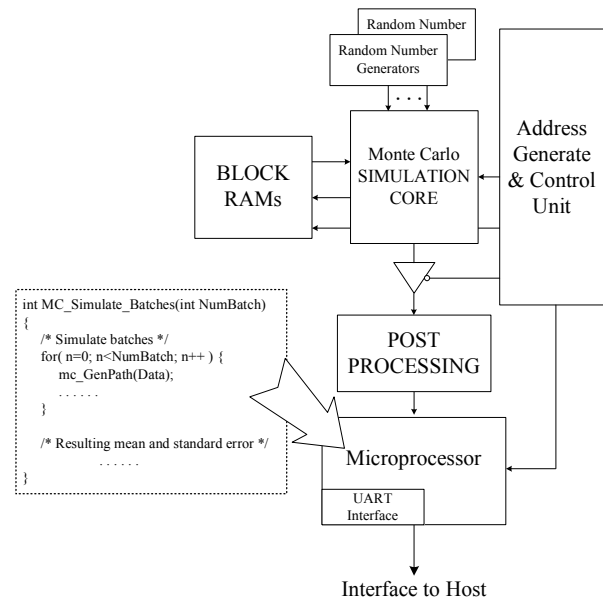 Random Number
Random Number
Generators
. . .
BLOCK
RAMs
Monte Carlo
SIMULATION
CORE
Address
Generate
& Control
Unit
int MC_Simulate_Batches(int NumBatch)
{
/* Simulate batches */
for( n=0; n<NumBatch; n++ ) {
mc_GenPath(Data);
. . . . . .
}
/* Resulting mean and standard error */
. . . . . .
}
POST
PROCESSING
Microprocessor
UART
Interface
Interface to Host